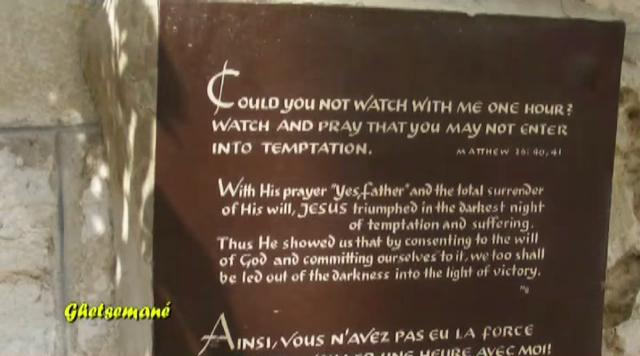 COULD YOU NOT WATCH WITH ME ONE HOUR?
WATCH AND PRAY THAT YOU MAY NOT ENTER
INTO TEMPTATION.
MATTHEW 26: 40, 41
With His prayer "Yes, Father" and the total surrender
of His will, JESUS triumphed in the darkest night
of temptation and suffering.
Thus He showed us that by consenting to the will
of God and committing ourselves to it, we too shall
be led out of the darkness into the light of victory.
Ghetsemané
AINSI, VOUS N'AVEZ PAS EU LA FORCE
UNE HEURE AVEC MOI!